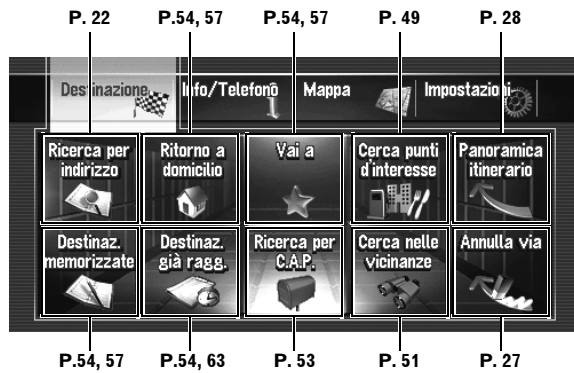 P. 22 P.54, 57 P.54, 57 P. 49 P. 28
Destinazione Info/Telefono Mappa Impostazioni
Ricerca per indirizzo
Ritorno a domicilio
Vai a
Cerca punti d'interesse
Panoramica itinerario
Destinaz. memorizzate
Destinaz. già ragg.
Ricerca per C.A.P.
Cerca nelle vicinanze
Annulla via
P.54, 57 P.54, 63 P. 53 P. 51 P. 27